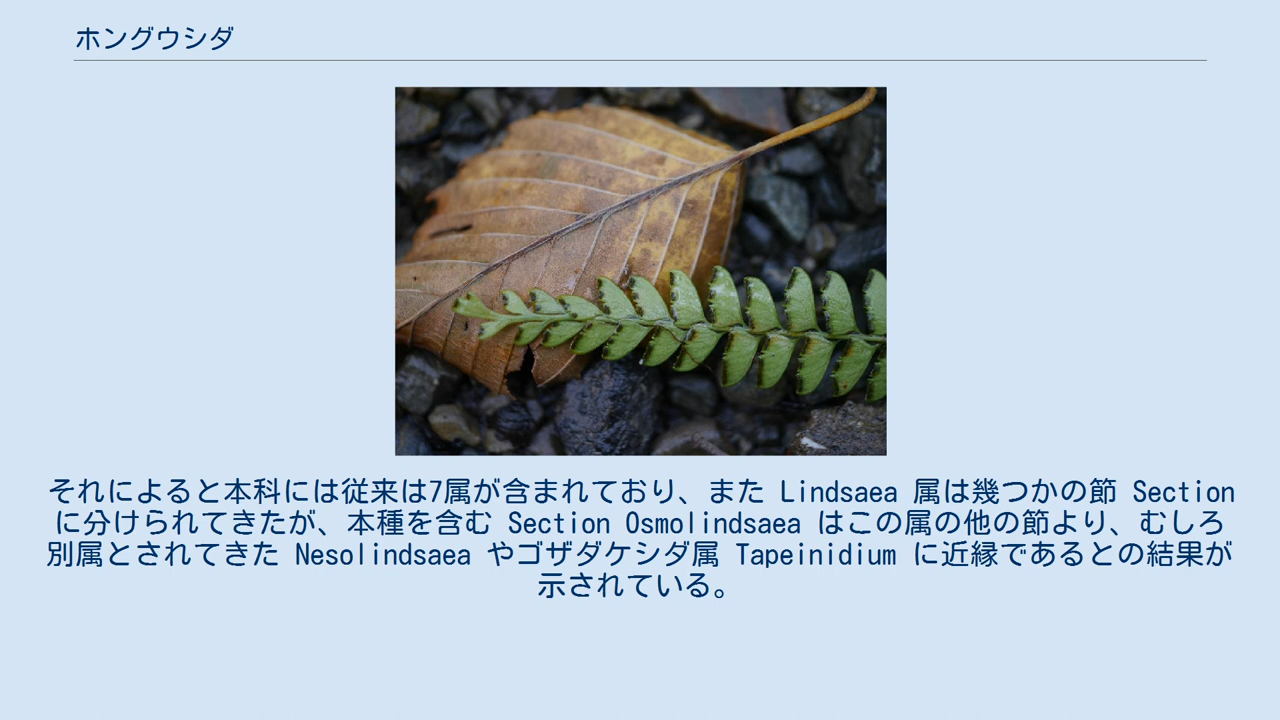 ホングウシダ
それによると本科には従来は7属が含まれており、また Lindsaea 属は幾つかの節 Section
に分けられてきたが、本種を含む Section Osmolindsaea はこの属の他の節より、むしろ
別属とされてきた Nesolindsaea やゴザダケシダ属 Tapeinidium に近縁であるとの結果が
示されている。